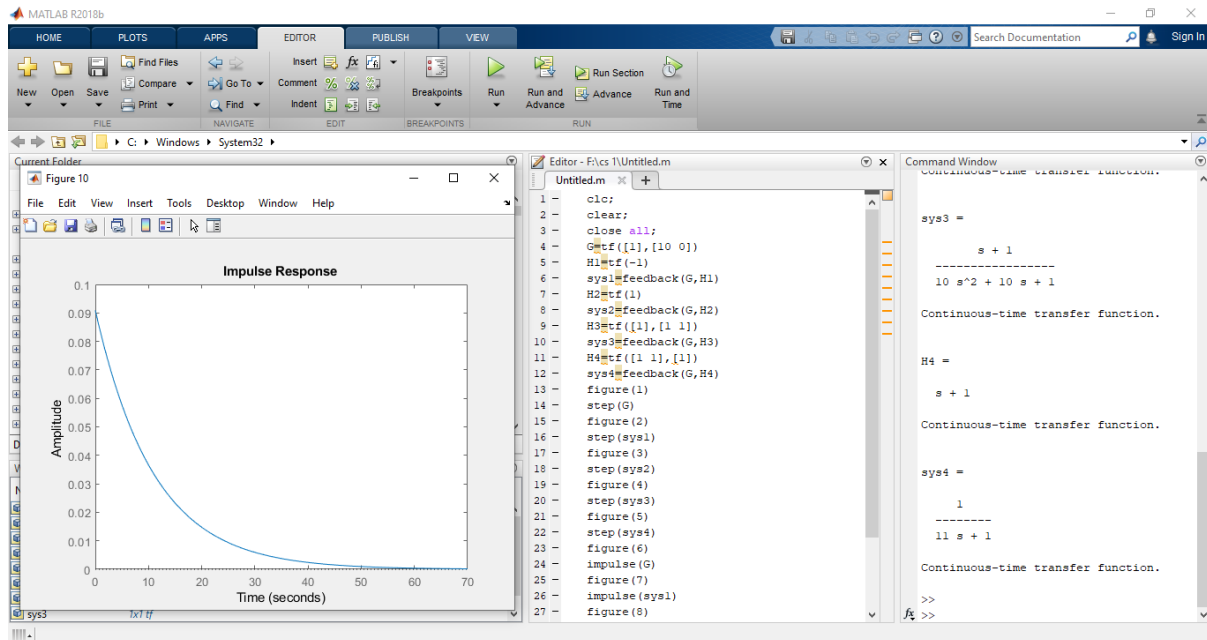 MATLAB R2018b
HOME PLOTS APPS EDITOR PUBLISH VIEW
Search Documentation
Sign In
New
Open
Save
Find Files
Compare
Print
FILE
Go To
Find
NAVIGATE
Insert
Comment
Indent
EDIT
Breakpoints
BREAKPOINTS
Run
Run and Advance
Run Section
Advance
Run and Time
RUN
C: Windows System32
Current Folder
Figure 10
File Edit View Insert Tools Desktop Window Help
Impulse Response
0.1
0.09
0.08
0.07
0.06
0.05
0.04
0.03
0.02
0.01
0
Amplitude
0 10 20 30 40 50 60 70
Time (seconds)
sys3 1x1 tf
Editor - F:\cs 1\Untitled.m
Untitled.m
1 - clc;
2 - clear;
3 - close all;
4 - G=tf([1],[10 0])
5 - H1=tf(-1)
6 - sys1=feedback(G,H1)
7 - H2=tf(1)
8 - sys2=feedback(G,H2)
9 - H3=tf([1],[1 1])
10 - sys3=feedback(G,H3)
11 - H4=tf([1 1],[1])
12 - sys4=feedback(G,H4)
13 - figure(1)
14 - step(G)
15 - figure(2)
16 - step(sys1)
17 - figure(3)
18 - step(sys2)
19 - figure(4)
20 - step(sys3)
21 - figure(5)
22 - step(sys4)
23 - figure(6)
24 - impulse(G)
25 - figure(7)
26 - impulse(sys1)
27 - figure(8)
Command Window
Continuous-time transfer function.
sys3 =
s + 1
-----------------
10 s^2 + 10 s + 1
Continuous-time transfer function.
H4 =
s + 1
Continuous-time transfer function.
sys4 =
1
--------
11 s + 1
Continuous-time transfer function.
>>
fx >>